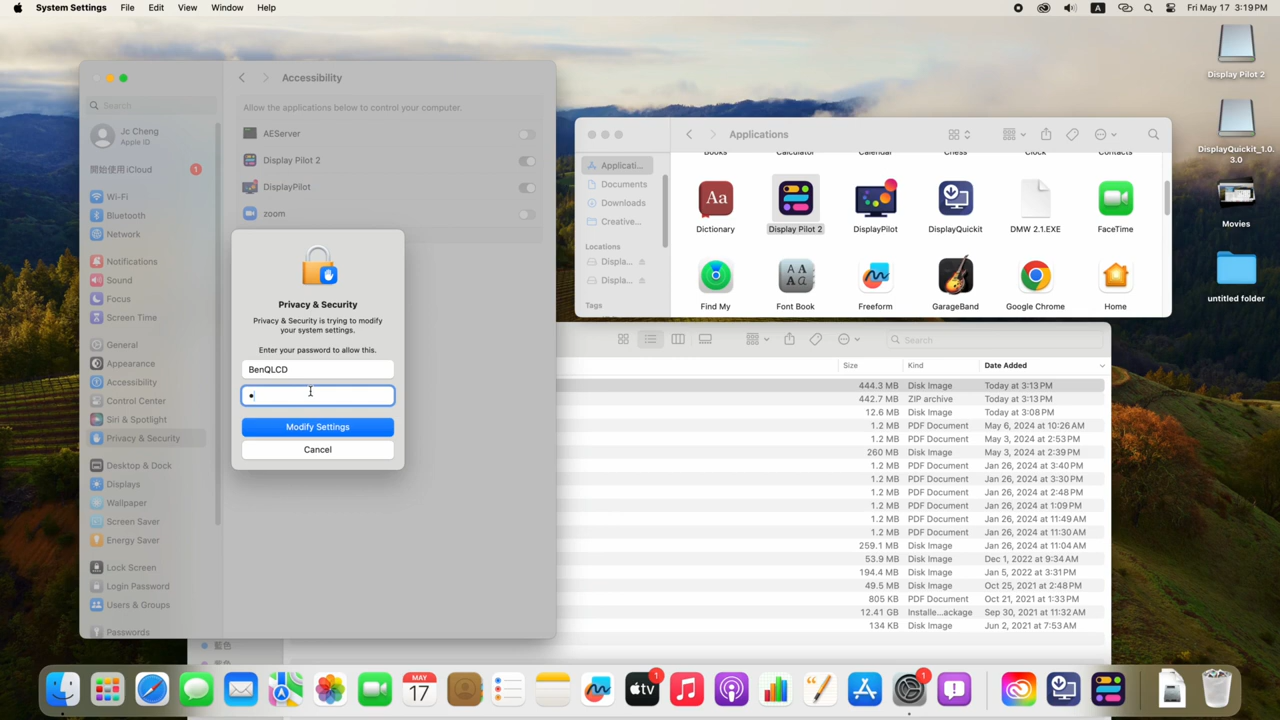 System Settings File Edit View Window Help
A Fri May 17 3:19 PM
Accessibility
Search
Jc Cheng
Apple ID
開始使用 iCloud 1
Wi-Fi
Bluetooth
Network
Notifications
Sound
Focus
Screen Time
General
Appearance
Accessibility
Control Center
Siri & Spotlight
Privacy & Security
Desktop & Dock
Displays
Wallpaper
Screen Saver
Energy Saver
Lock Screen
Login Password
Users & Groups
Passwords
Allow the applications below to control your computer.
AEServer
Display Pilot 2
DisplayPilot
zoom
Privacy & Security
Privacy & Security is trying to modify
your system settings.
Enter your password to allow this.
BenQLCD
•
Modify Settings
Cancel
Applications
Applicati...
Documents
Downloads
Creative...
Locations
Displa...
Displa...
Tags
Books Calculator Calendar Chess Clock Contacts
Aa
Dictionary Display Pilot 2 DisplayPilot DisplayQuickit DMW 2.1.EXE FaceTime
Find My Font Book Freeform GarageBand Google Chrome Home
Search
Size Kind Date Added
444.3 MB Disk Image Today at 3:13 PM
442.7 MB ZIP archive Today at 3:13 PM
12.6 MB Disk Image Today at 3:08 PM
1.2 MB PDF Document May 6, 2024 at 10:26 AM
1.2 MB PDF Document May 3, 2024 at 2:53 PM
260 MB Disk Image May 3, 2024 at 2:39 PM
1.2 MB PDF Document Jan 26, 2024 at 3:40 PM
1.2 MB PDF Document Jan 26, 2024 at 3:30 PM
1.2 MB PDF Document Jan 26, 2024 at 2:48 PM
1.2 MB PDF Document Jan 26, 2024 at 1:09 PM
1.2 MB PDF Document Jan 26, 2024 at 11:49 AM
1.2 MB PDF Document Jan 26, 2024 at 11:30 AM
259.1 MB Disk Image Jan 26, 2024 at 11:04 AM
53.9 MB Disk Image Dec 1, 2022 at 9:34 AM
194.4 MB Disk Image Jan 5, 2022 at 3:31 PM
49.5 MB Disk Image Oct 25, 2021 at 2:48 PM
805 KB PDF Document Oct 21, 2021 at 1:33 PM
12.41 GB Installe...ackage Sep 30, 2021 at 11:32 AM
134 KB Disk Image Jun 2, 2021 at 7:53 AM
藍色
Display Pilot 2
DisplayQuickit_1.0.
3.0
Movies
untitled folder
MAY
17
1
tv
1